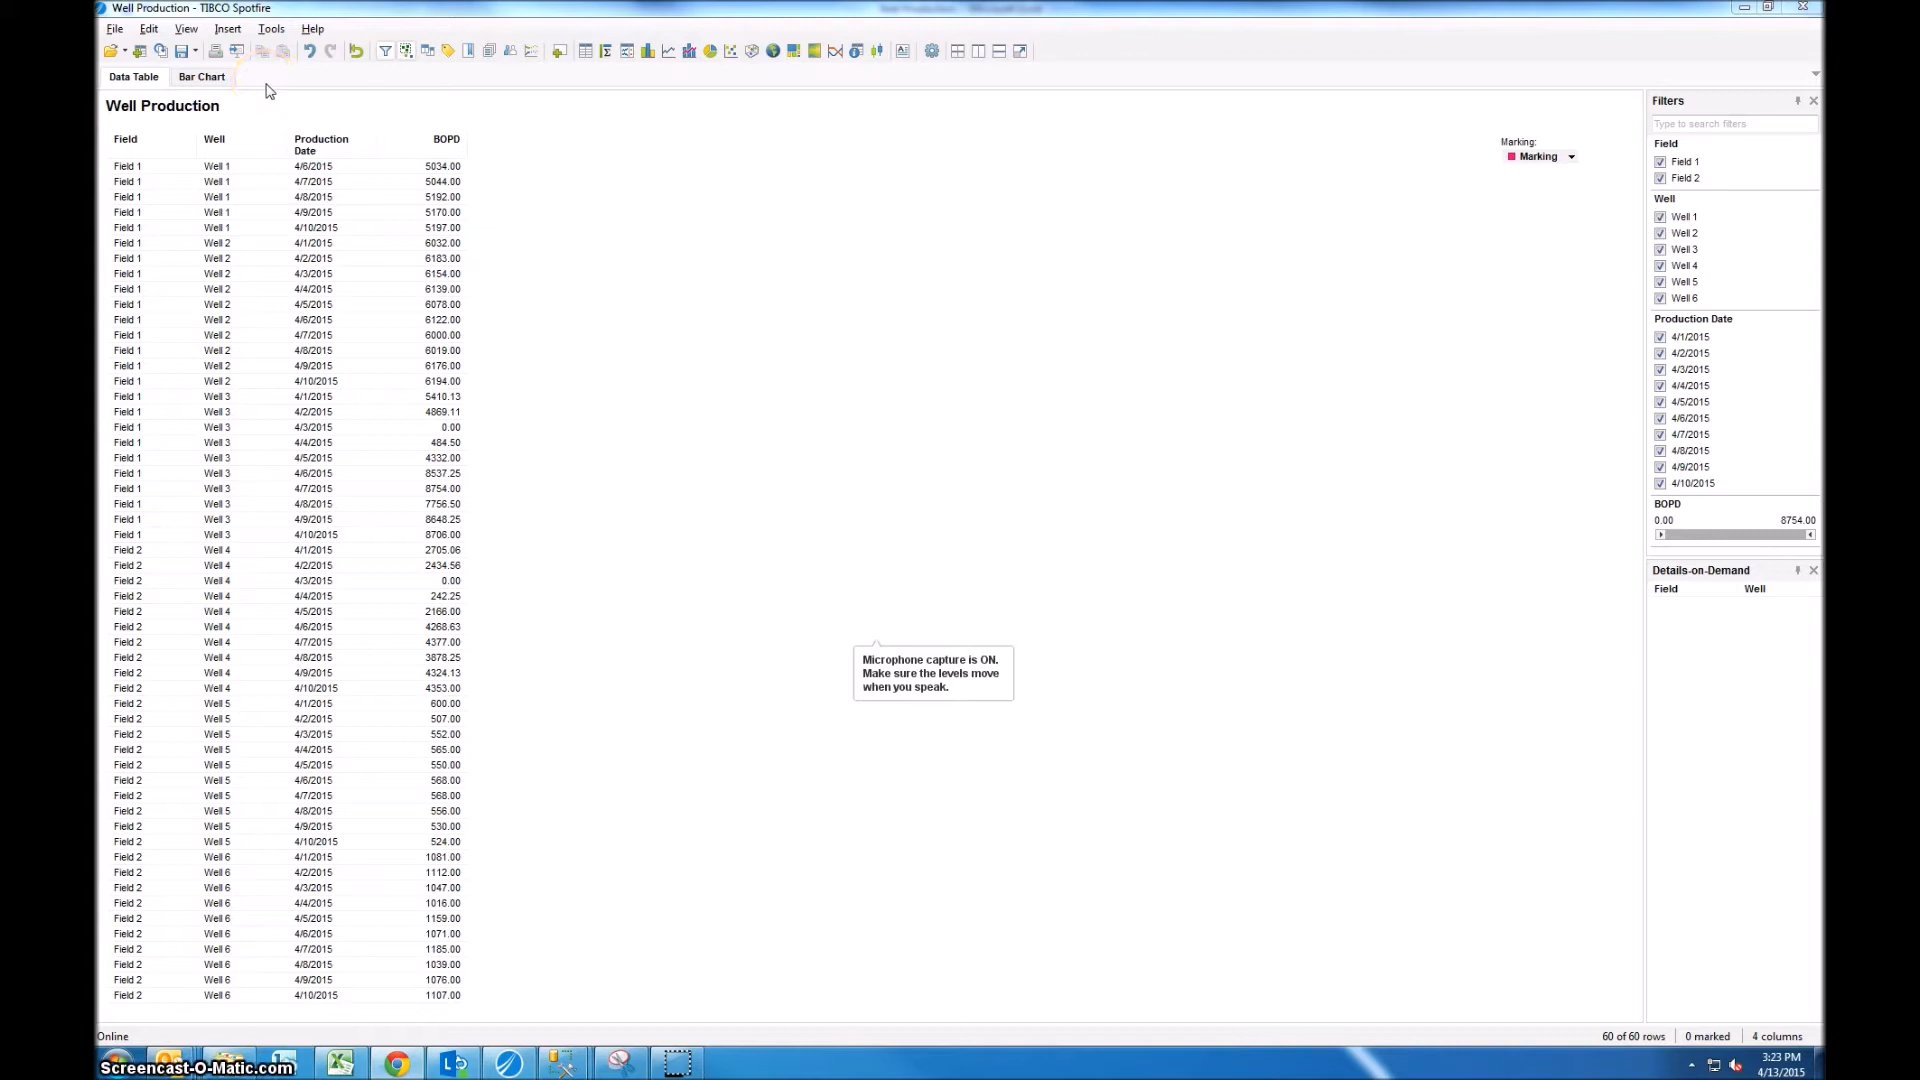 Well Production - TIBCO Spotfire
File Edit View Insert Tools Help
Data Table Bar Chart
Well Production
Field Well Production Date BOPD
Field 1 Well 1 4/6/2015 5034.00
Field 1 Well 1 4/7/2015 5044.00
Field 1 Well 1 4/8/2015 5192.00
Field 1 Well 1 4/9/2015 5170.00
Field 1 Well 1 4/10/2015 5197.00
Field 1 Well 2 4/1/2015 6032.00
Field 1 Well 2 4/2/2015 6183.00
Field 1 Well 2 4/3/2015 6154.00
Field 1 Well 2 4/4/2015 6139.00
Field 1 Well 2 4/5/2015 6078.00
Field 1 Well 2 4/6/2015 6122.00
Field 1 Well 2 4/7/2015 6000.00
Field 1 Well 2 4/8/2015 6019.00
Field 1 Well 2 4/9/2015 6176.00
Field 1 Well 2 4/10/2015 6194.00
Field 1 Well 3 4/1/2015 5410.13
Field 1 Well 3 4/2/2015 4869.11
Field 1 Well 3 4/3/2015 0.00
Field 1 Well 3 4/4/2015 484.50
Field 1 Well 3 4/5/2015 4332.00
Field 1 Well 3 4/6/2015 8537.25
Field 1 Well 3 4/7/2015 8754.00
Field 1 Well 3 4/8/2015 7756.50
Field 1 Well 3 4/9/2015 8648.25
Field 1 Well 3 4/10/2015 8706.00
Field 2 Well 4 4/1/2015 2705.06
Field 2 Well 4 4/2/2015 2434.56
Field 2 Well 4 4/3/2015 0.00
Field 2 Well 4 4/4/2015 242.25
Field 2 Well 4 4/5/2015 2166.00
Field 2 Well 4 4/6/2015 4268.63
Field 2 Well 4 4/7/2015 4377.00
Field 2 Well 4 4/8/2015 3878.25
Field 2 Well 4 4/9/2015 4324.13
Field 2 Well 4 4/10/2015 4353.00
Field 2 Well 5 4/1/2015 600.00
Field 2 Well 5 4/2/2015 507.00
Field 2 Well 5 4/3/2015 552.00
Field 2 Well 5 4/4/2015 565.00
Field 2 Well 5 4/5/2015 550.00
Field 2 Well 5 4/6/2015 568.00
Field 2 Well 5 4/7/2015 568.00
Field 2 Well 5 4/8/2015 556.00
Field 2 Well 5 4/9/2015 530.00
Field 2 Well 5 4/10/2015 524.00
Field 2 Well 6 4/1/2015 1081.00
Field 2 Well 6 4/2/2015 1112.00
Field 2 Well 6 4/3/2015 1047.00
Field 2 Well 6 4/4/2015 1016.00
Field 2 Well 6 4/5/2015 1159.00
Field 2 Well 6 4/6/2015 1071.00
Field 2 Well 6 4/7/2015 1185.00
Field 2 Well 6 4/8/2015 1039.00
Field 2 Well 6 4/9/2015 1076.00
Field 2 Well 6 4/10/2015 1107.00
Marking:
Marking
Microphone capture is ON.
Make sure the levels move
when you speak.
Filters
Type to search filters
Field
Field 1
Field 2
Well
Well 1
Well 2
Well 3
Well 4
Well 5
Well 6
Production Date
4/1/2015
4/2/2015
4/3/2015
4/4/2015
4/5/2015
4/6/2015
4/7/2015
4/8/2015
4/9/2015
4/10/2015
BOPD
0.00 8754.00
Details-on-Demand
Field Well
Online 60 of 60 rows 0 marked 4 columns
Screencast-O-Matic.com
3:23 PM
4/13/2015